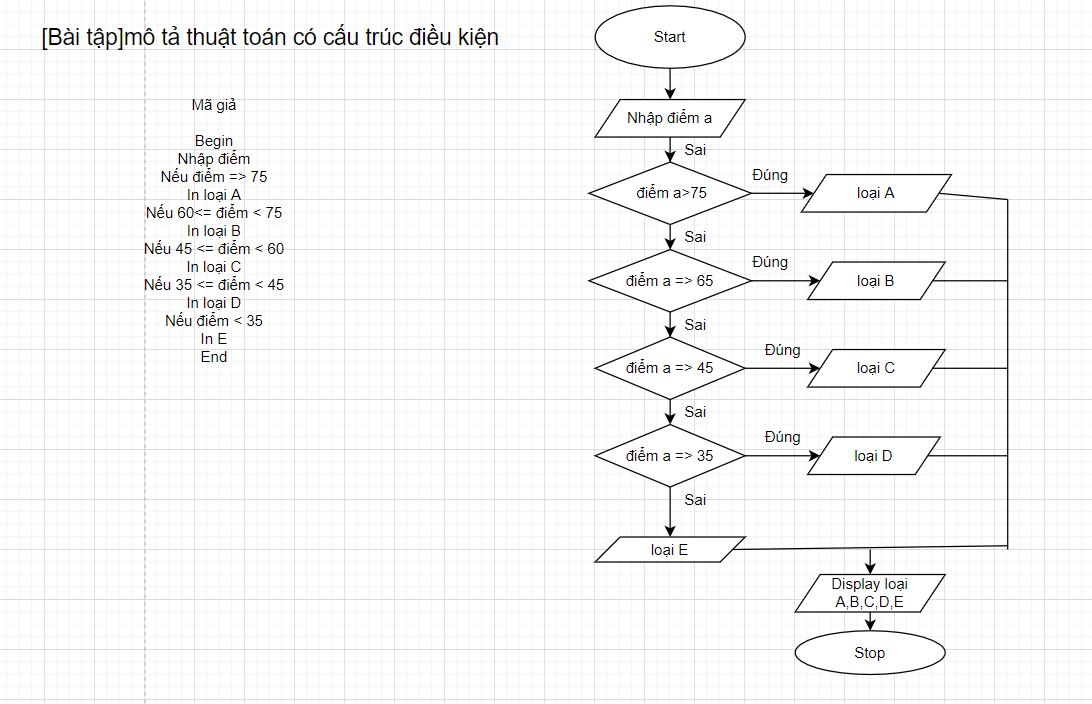 [Bài tập]mô tả thuật toán có cấu trúc điều kiện
Mã giả
Begin
Nhập điểm
Nếu điểm => 75
In loại A
Nếu 60<= điểm < 75
In loại B
Nếu 45 <= điểm < 60
In loại C
Nếu 35 <= điểm < 45
In loại D
Nếu điểm < 35
In E
End
Start
Nhập điểm a
Sai
điểm a>75
Đúng
loại A
Sai
điểm a => 65
Đúng
loại B
Sai
điểm a => 45
Đúng
loại C
Sai
điểm a => 35
Đúng
loại D
Sai
loại E
Display loại
A,B,C,D,E
Stop